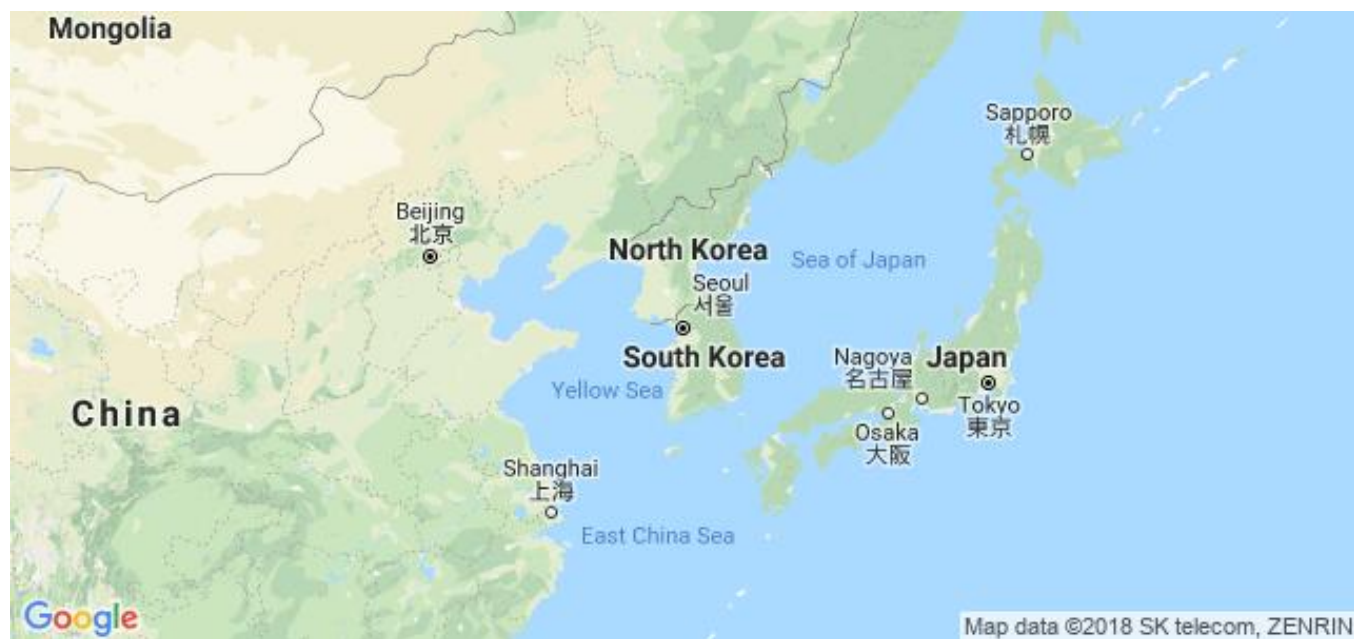 Mongolia
Sapporo
札幌
Beijing
北京
North Korea
Sea of Japan
Seoul
서울
South Korea
Nagoya
名古屋
Japan
Yellow Sea
China
Tokyo
東京
Osaka
大阪
Shanghai
上海
East China Sea
Google
Map data ©2018 SK telecom, ZENRIN